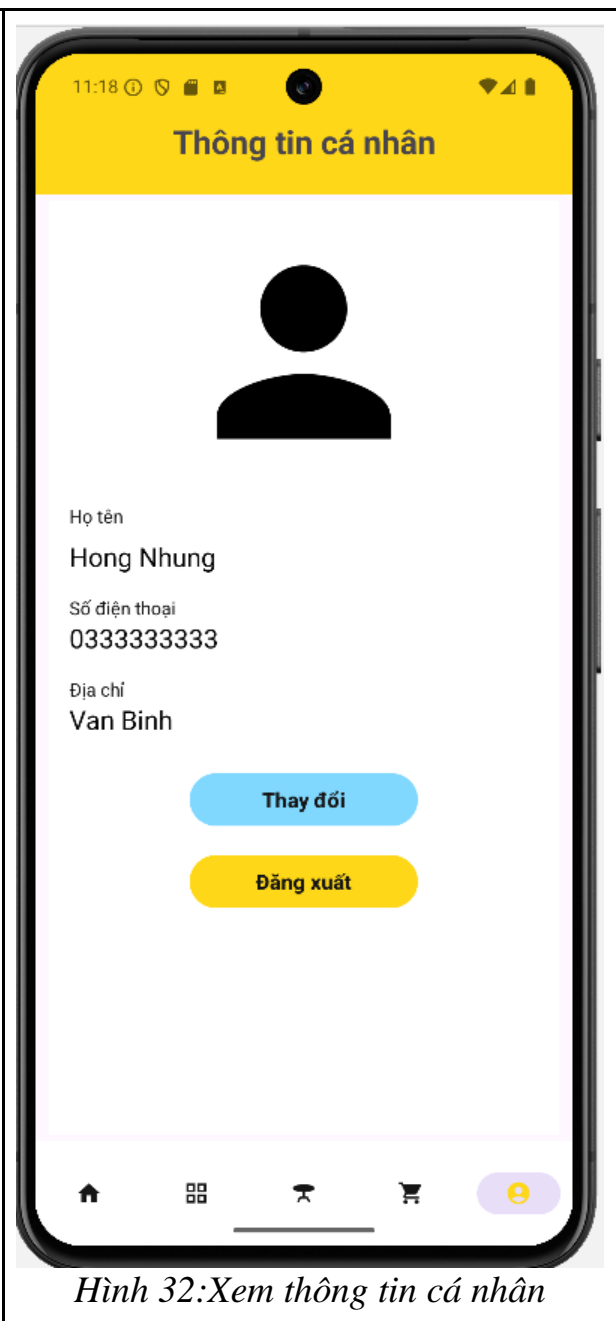 11:18
Thông tin cá nhân
Họ tên
Hong Nhung
Số điện thoại
0333333333
Địa chỉ
Van Binh
Thay đổi
Đăng xuất
Hình 32:Xem thông tin cá nhân